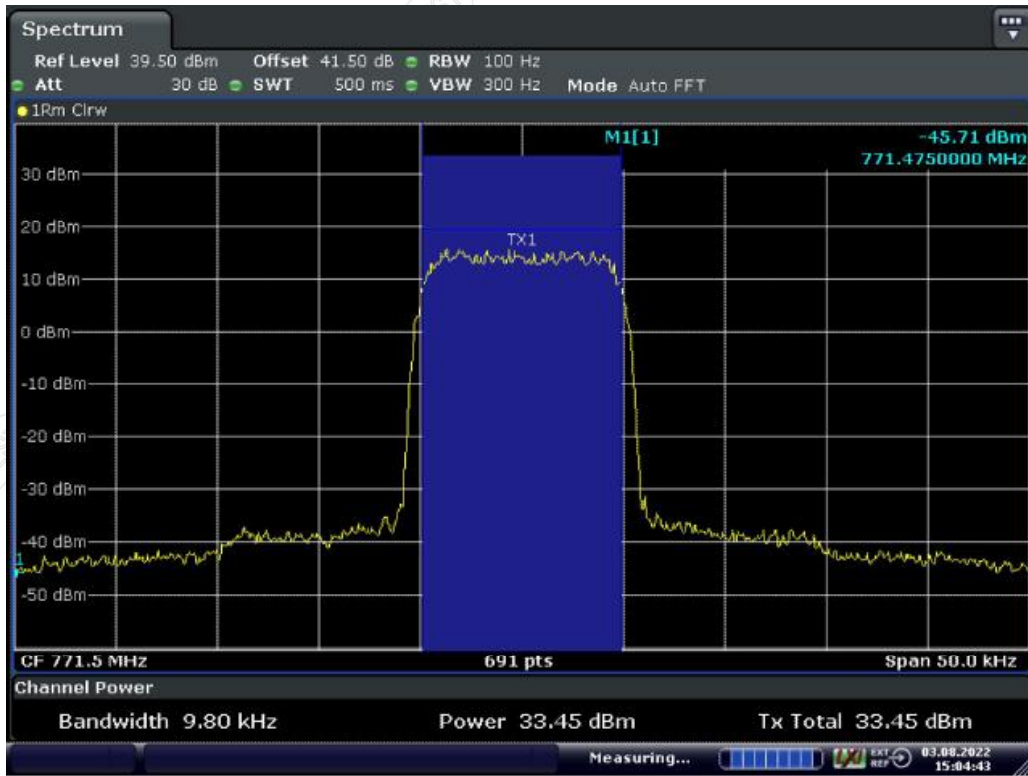 Spectrum
Ref Level 39.50 dBm Offset 41.50 dB RBW 100 Hz
Att 30 dB SWT 500 ms VBW 300 Hz Mode Auto FFT
1Rm Clrw
M1[1] -45.71 dBm
771.4750000 MHz
30 dBm
20 dBm
TX1
10 dBm
0 dBm
-10 dBm
-20 dBm
-30 dBm
-40 dBm
1
-50 dBm
CF 771.5 MHz 691 pts Span 50.0 kHz
Channel Power
Bandwidth 9.80 kHz Power 33.45 dBm Tx Total 33.45 dBm
Measuring... EXT REF 03.08.2022
15:04:43